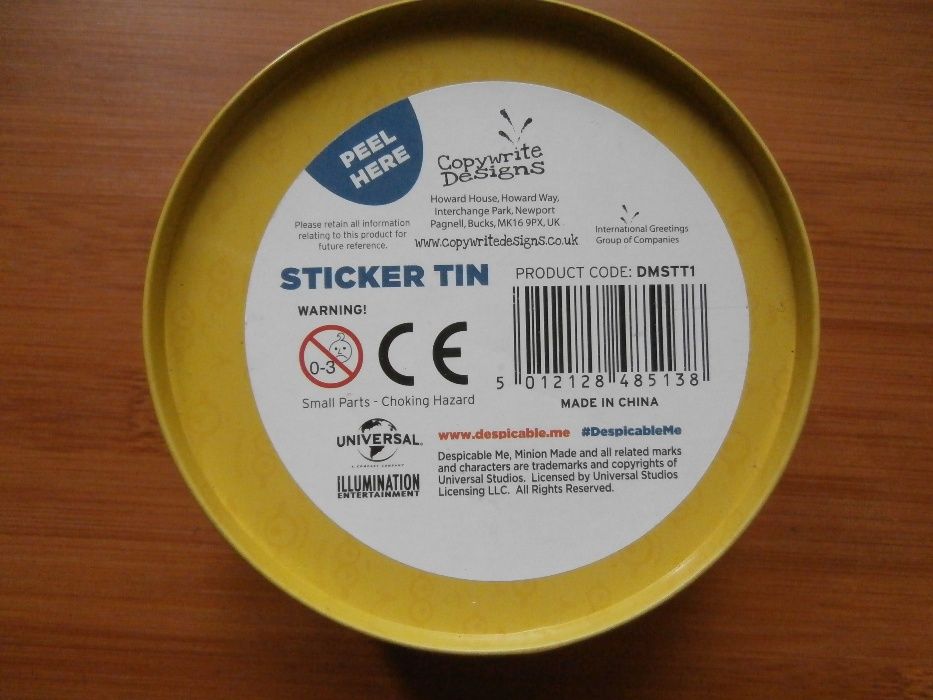 PEEL
HERE
Copywrite
Designs
Howard House, Howard Way,
Interchange Park, Newport
Pagnell, Bucks, MK16 9PX, UK
www.copywritedesigns.co.uk
Please retain all information
relating to this product for
future reference.
International Greetings
Group of Companies
STICKER TIN
PRODUCT CODE: DMSTT1
WARNING!
0-3
CE
Small Parts - Choking Hazard
5 012128 485138
MADE IN CHINA
UNIVERSAL
A COMCAST COMPANY
ILLUMINATION
ENTERTAINMENT
www.despicable.me #DespicableMe
Despicable Me, Minion Made and all related marks
and characters are trademarks and copyrights of
Universal Studios. Licensed by Universal Studios
Licensing LLC. All Rights Reserved.